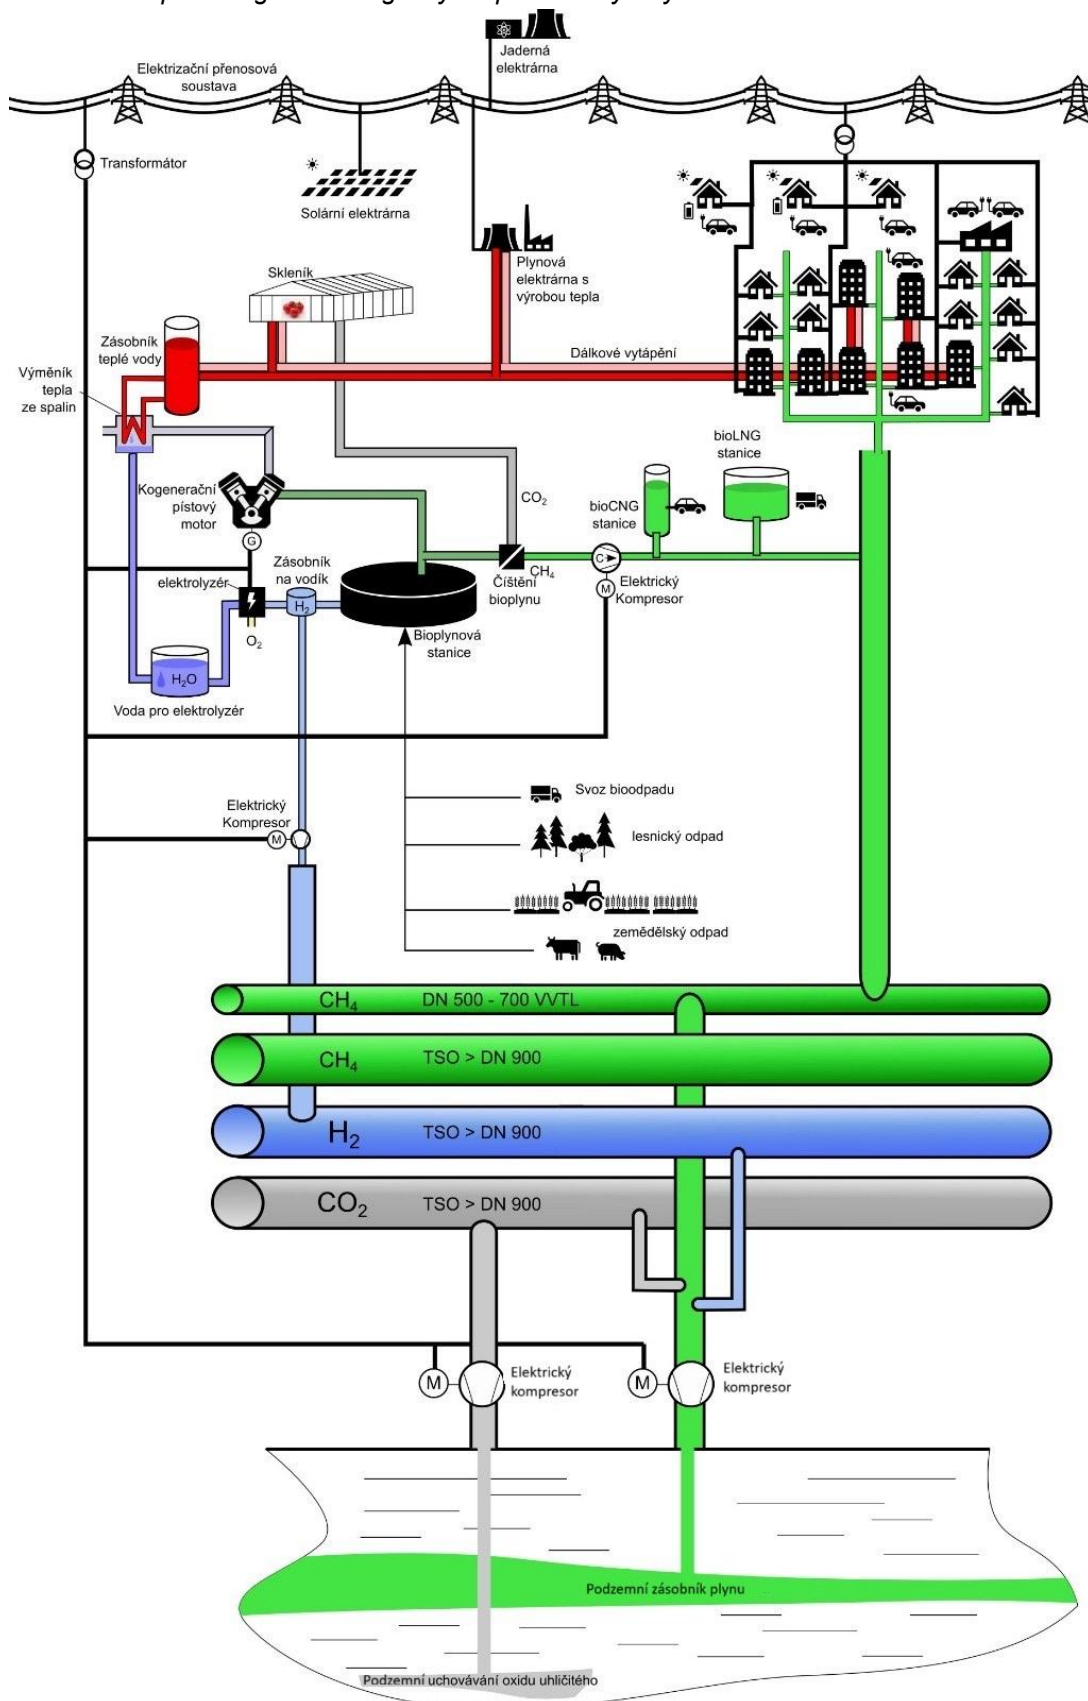 Jaderná
elektrárna
Elektrizační přenosová
soustava
Transformátor
Solární elektrárna
Plynová
elektrárna s
výrobou tepla
Skleník
Zásobník
teplé vody
Dálkové vytápění
Výměník
tepla
ze spalin
bioLNG
stanice
Kogenerační
pístový
motor
CO₂
bioCNG
stanice
G
C
CH₄
Elektrický
Kompresor
M
Zásobník
na vodík
elektrolyzér
H₂
Číštění
bioplynu
O₂
Bioplynová
stanice
H₂O
Voda pro elektrolyzér
Svoz bioodpadu
Elektrický
Kompresor
M
lesnický odpad
zemědělský odpad
CH₄ DN 500 - 700 VVTL
CH₄ TSO > DN 900
H₂ TSO > DN 900
CO₂ TSO > DN 900
M
Elektrický
kompresor
M
Elektrický
kompresor
Podzemní zásobník plynu
Podzemní uchovávání oxidu uhličitého